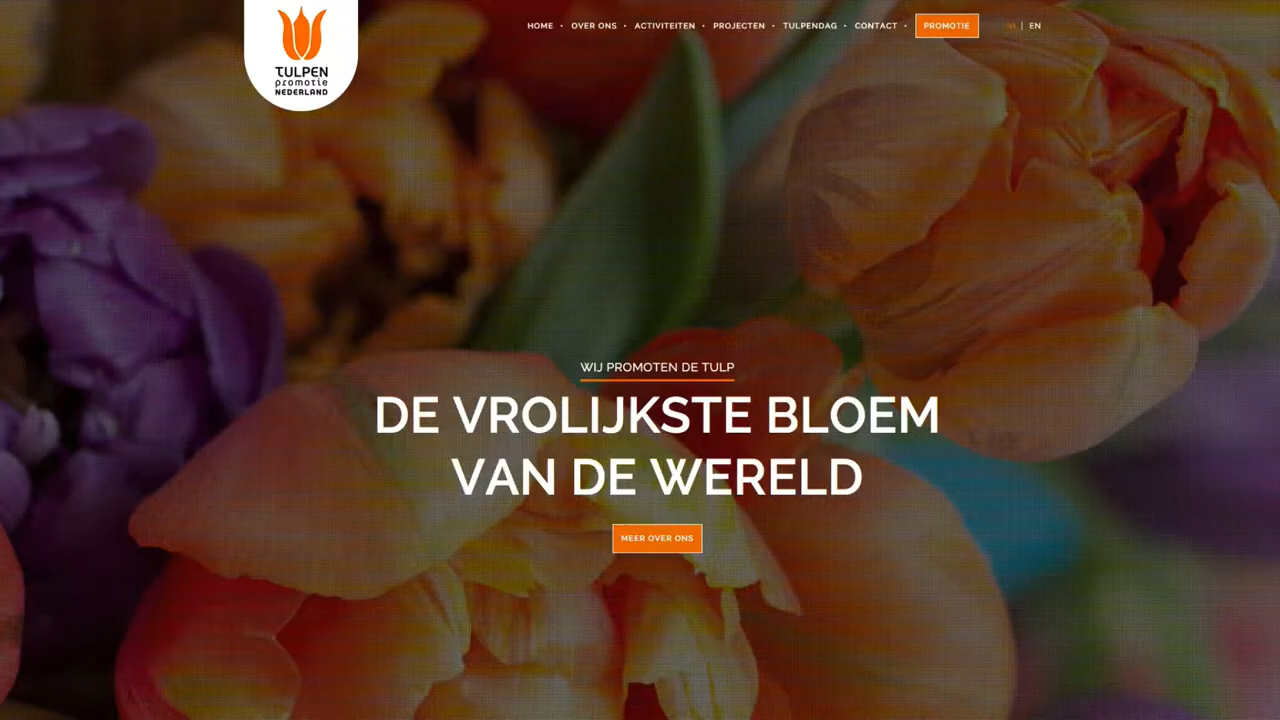 TULPEN
promotie
NEDERLAND
HOME • OVER ONS • ACTIVITEITEN • PROJECTEN • TULPENDAG • CONTACT • PROMOTIE NL | EN
WIJ PROMOTEN DE TULP
DE VROLIJKSTE BLOEM
VAN DE WERELD
MEER OVER ONS